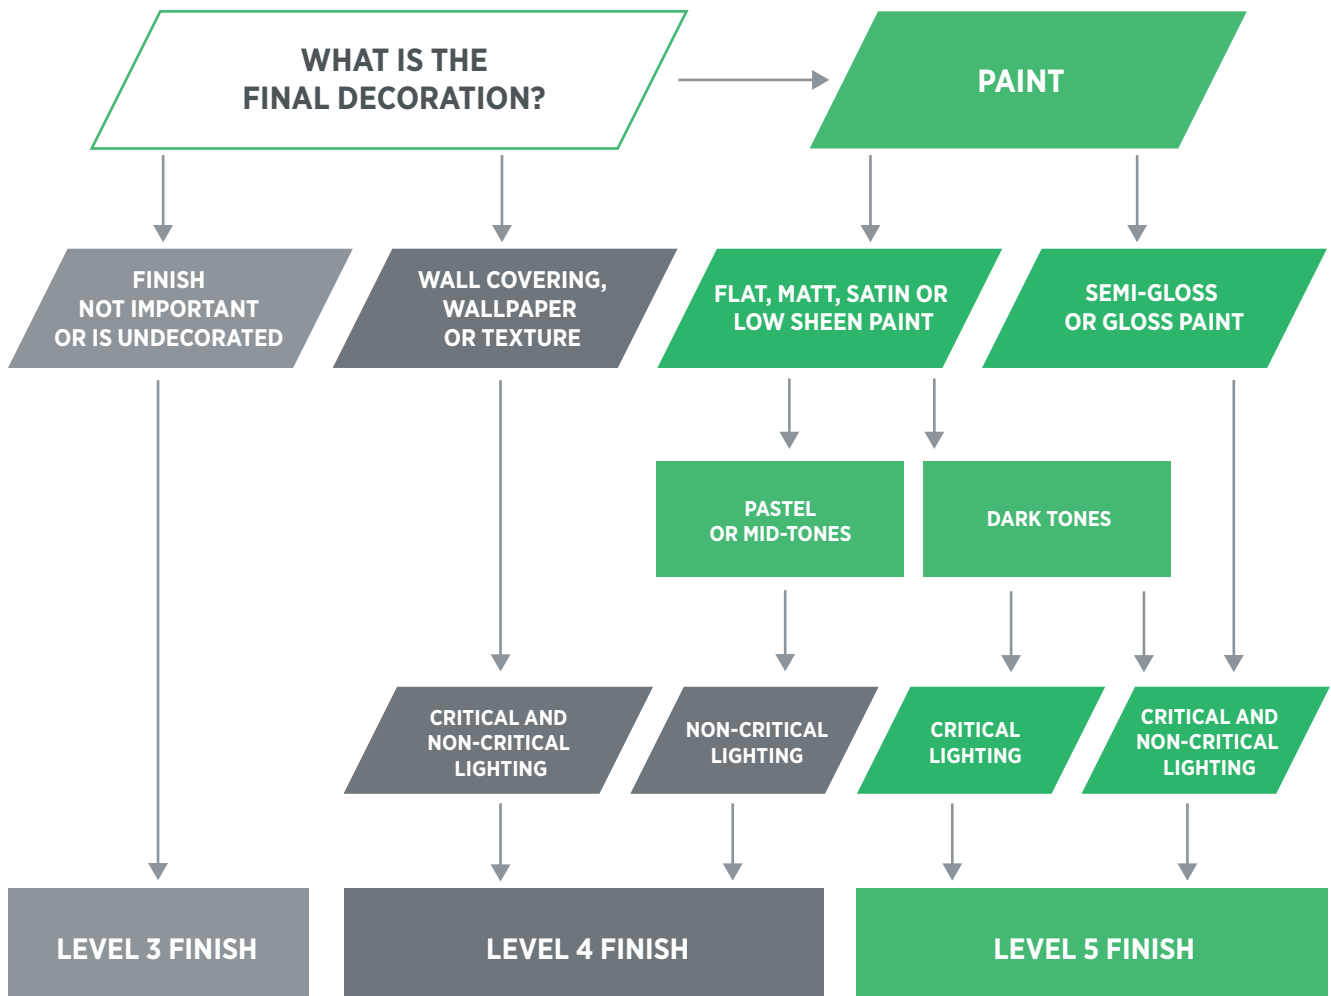 WHAT IS THE
FINAL DECORATION?
PAINT
FINISH
NOT IMPORTANT
OR IS UNDECORATED
WALL COVERING,
WALLPAPER
OR TEXTURE
FLAT, MATT, SATIN OR
LOW SHEEN PAINT
SEMI-GLOSS
OR GLOSS PAINT
PASTEL
OR MID-TONES
DARK TONES
CRITICAL AND
NON-CRITICAL
LIGHTING
NON-CRITICAL
LIGHTING
CRITICAL
LIGHTING
CRITICAL AND
NON-CRITICAL
LIGHTING
LEVEL 3 FINISH
LEVEL 4 FINISH
LEVEL 5 FINISH